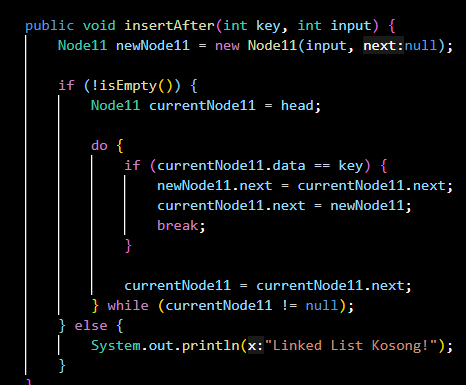 public void insertAfter(int key, int input) {
    Node11 newNode11 = new Node11(input, next:null);

    if (!isEmpty()) {
        Node11 currentNode11 = head;

        do {
            if (currentNode11.data == key) {
                newNode11.next = currentNode11.next;
                currentNode11.next = newNode11;
                break;
            }

            currentNode11 = currentNode11.next;
        } while (currentNode11 != null);
    } else {
        System.out.println(x:"Linked List Kosong!");
    }
}